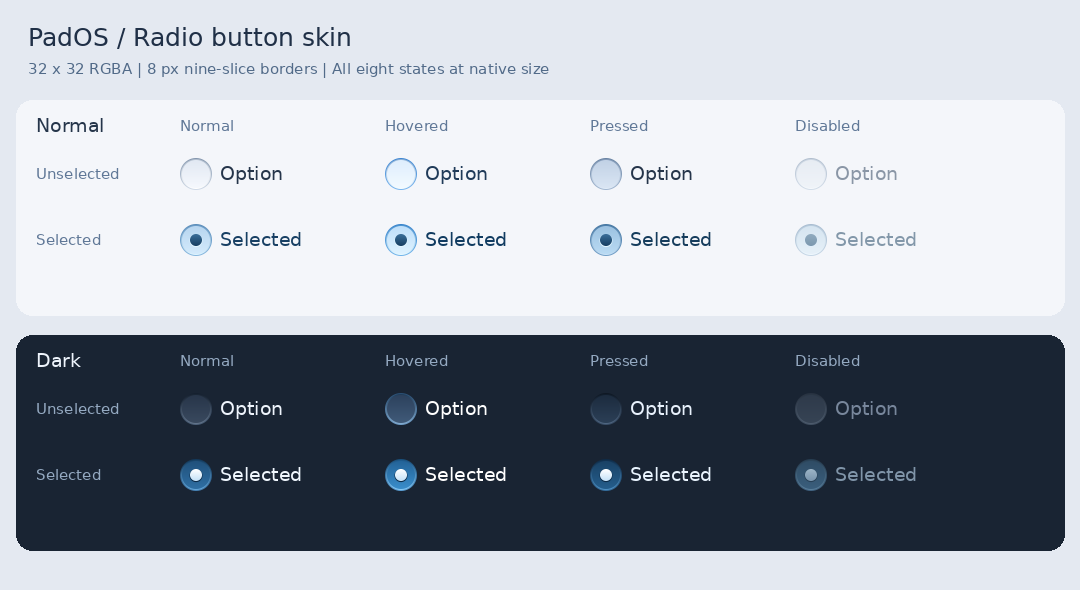 PadOS / Radio button skin
32 x 32 RGBA | 8 px nine-slice borders | All eight states at native size
Normal Normal Hovered Pressed Disabled
Unselected Option Option Option Option
Selected Selected Selected Selected Selected
Dark Normal Hovered Pressed Disabled
Unselected Option Option Option Option
Selected Selected Selected Selected Selected